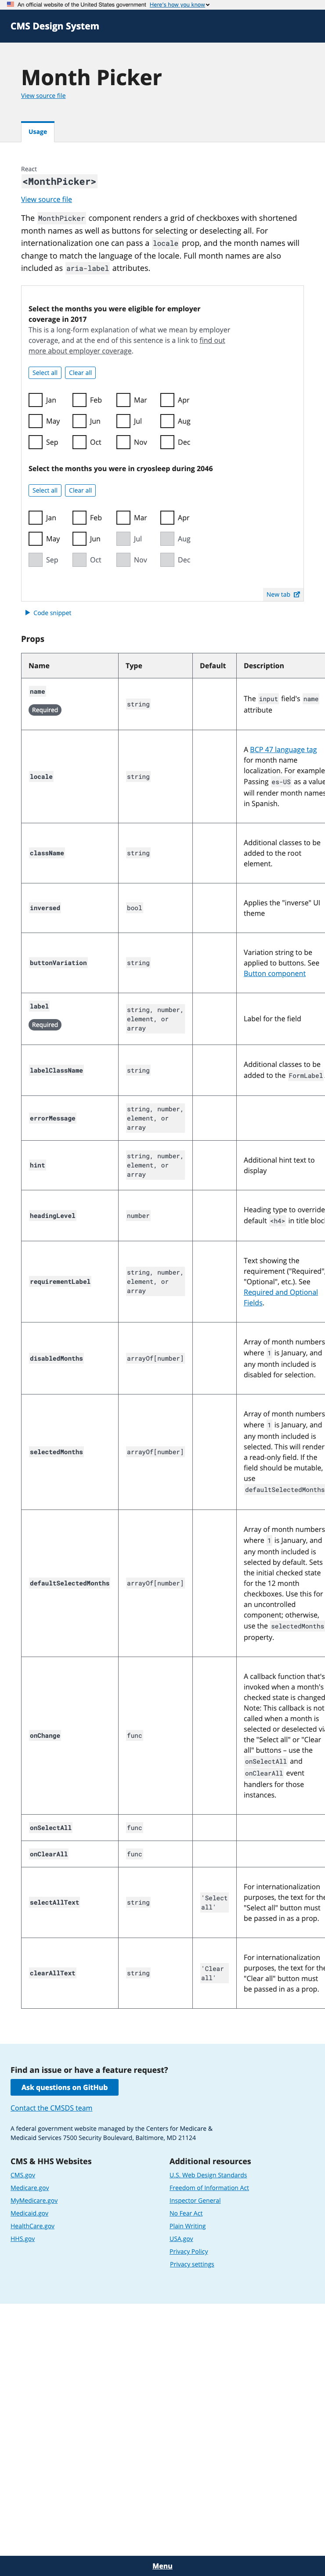 An official website of the United States government Here's how you know
CMS Design System
Month Picker
View source file
Usage
React
<MonthPicker>
View source file
The MonthPicker component renders a grid of checkboxes with shortened
month names as well as buttons for selecting or deselecting all. For
internationalization one can pass a locale prop, and the month names will
change to match the language of the locale. Full month names are also
included as aria-label attributes.
Select the months you were eligible for employer
coverage in 2017
This is a long-form explanation of what we mean by employer
coverage, and at the end of this sentence is a link to find out
more about employer coverage.
Select all Clear all
Jan Feb Mar Apr
May Jun Jul Aug
Sep Oct Nov Dec
Select the months you were in cryosleep during 2046
Select all Clear all
Jan Feb Mar Apr
May Jun Jul Aug
Sep Oct Nov Dec
New tab
Code snippet
Props
Name Type Default Description
name
Required
string
The input field's name
attribute
locale
string
A BCP 47 language tag
for month name
localization. For example
Passing es-US as a value
will render month names
in Spanish.
className
string
Additional classes to be
added to the root
element.
inversed
bool
Applies the "inverse" UI
theme
buttonVariation
string
Variation string to be
applied to buttons. See
Button component
label
Required
string, number,
element, or
array
Label for the field
labelClassName
string
Additional classes to be
added to the FormLabel
errorMessage
string, number,
element, or
array
hint
string, number,
element, or
array
Additional hint text to
display
headingLevel
number
Heading type to override
default <h4> in title block
requirementLabel
string, number,
element, or
array
Text showing the
requirement ("Required",
"Optional", etc.). See
Required and Optional
Fields.
disabledMonths
arrayOf[number]
Array of month numbers
where 1 is January, and
any month included is
disabled for selection.
selectedMonths
arrayOf[number]
Array of month numbers
where 1 is January, and
any month included is
selected. This will render
a read-only field. If the
field should be mutable,
use
defaultSelectedMonths
defaultSelectedMonths
arrayOf[number]
Array of month numbers
where 1 is January, and
any month included is
selected by default. Sets
the initial checked state
for the 12 month
checkboxes. Use this for
an uncontrolled
component; otherwise,
use the selectedMonths
property.
onChange
func
A callback function that's
invoked when a month's
checked state is changed
Note: This callback is not
called when a month is
selected or deselected via
the "Select all" or "Clear
all" buttons – use the
onSelectAll and
onClearAll event
handlers for those
instances.
onSelectAll
func
onClearAll
func
selectAllText
string
'Select
all'
For internationalization
purposes, the text for the
"Select all" button must
be passed in as a prop.
clearAllText
string
'Clear
all'
For internationalization
purposes, the text for the
"Clear all" button must
be passed in as a prop.
Find an issue or have a feature request?
Ask questions on GitHub
Contact the CMSDS team
A federal government website managed by the Centers for Medicare &
Medicaid Services 7500 Security Boulevard, Baltimore, MD 21124
CMS & HHS Websites
CMS.gov
Medicare.gov
MyMedicare.gov
Medicaid.gov
HealthCare.gov
HHS.gov
Additional resources
U.S. Web Design Standards
Freedom of Information Act
Inspector General
No Fear Act
Plain Writing
USA.gov
Privacy Policy
Privacy settings
Menu